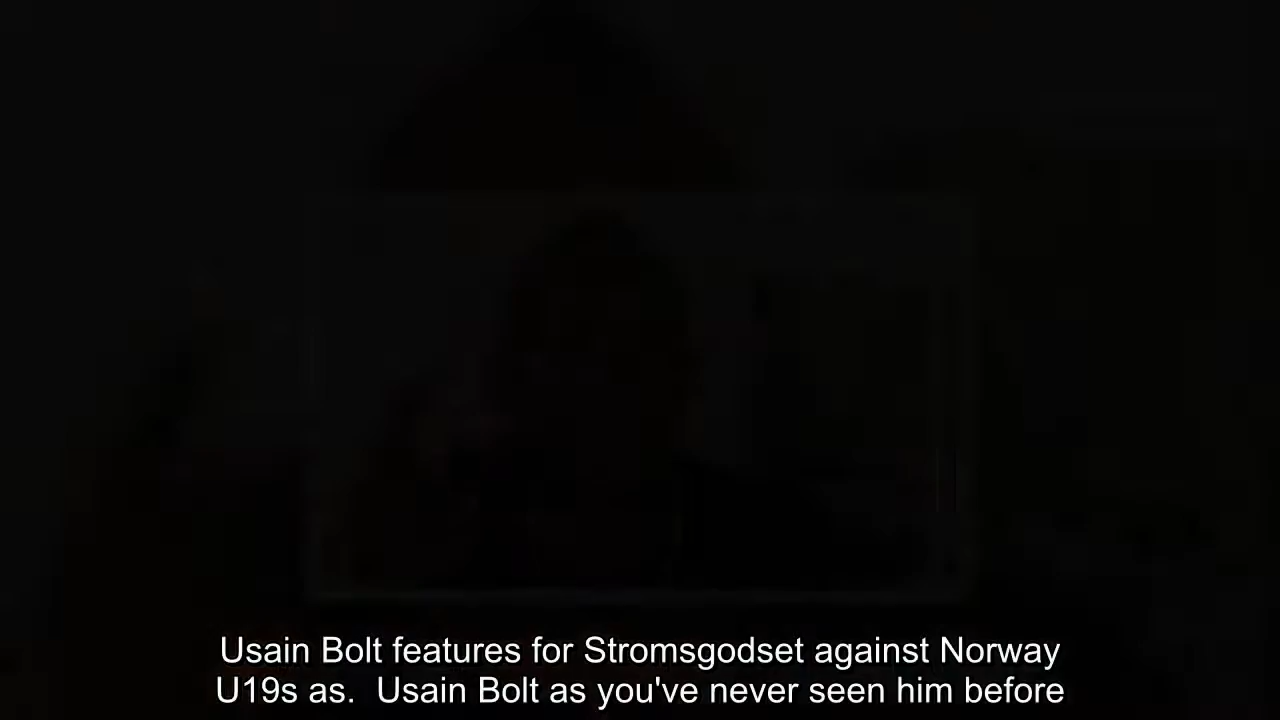 Usain Bolt features for Stromsgodset against Norway
U19s as.  Usain Bolt as you've never seen him before